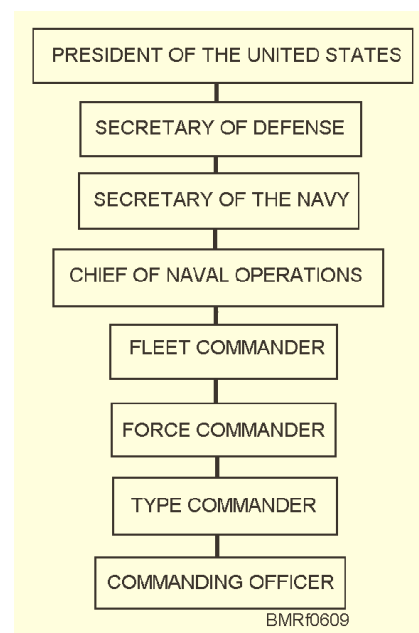 PRESIDENT OF THE UNITED STATES
SECRETARY OF DEFENSE
SECRETARY OF THE NAVY
CHIEF OF NAVAL OPERATIONS
FLEET COMMANDER
FORCE COMMANDER
TYPE COMMANDER
COMMANDING OFFICER
BMRf0609